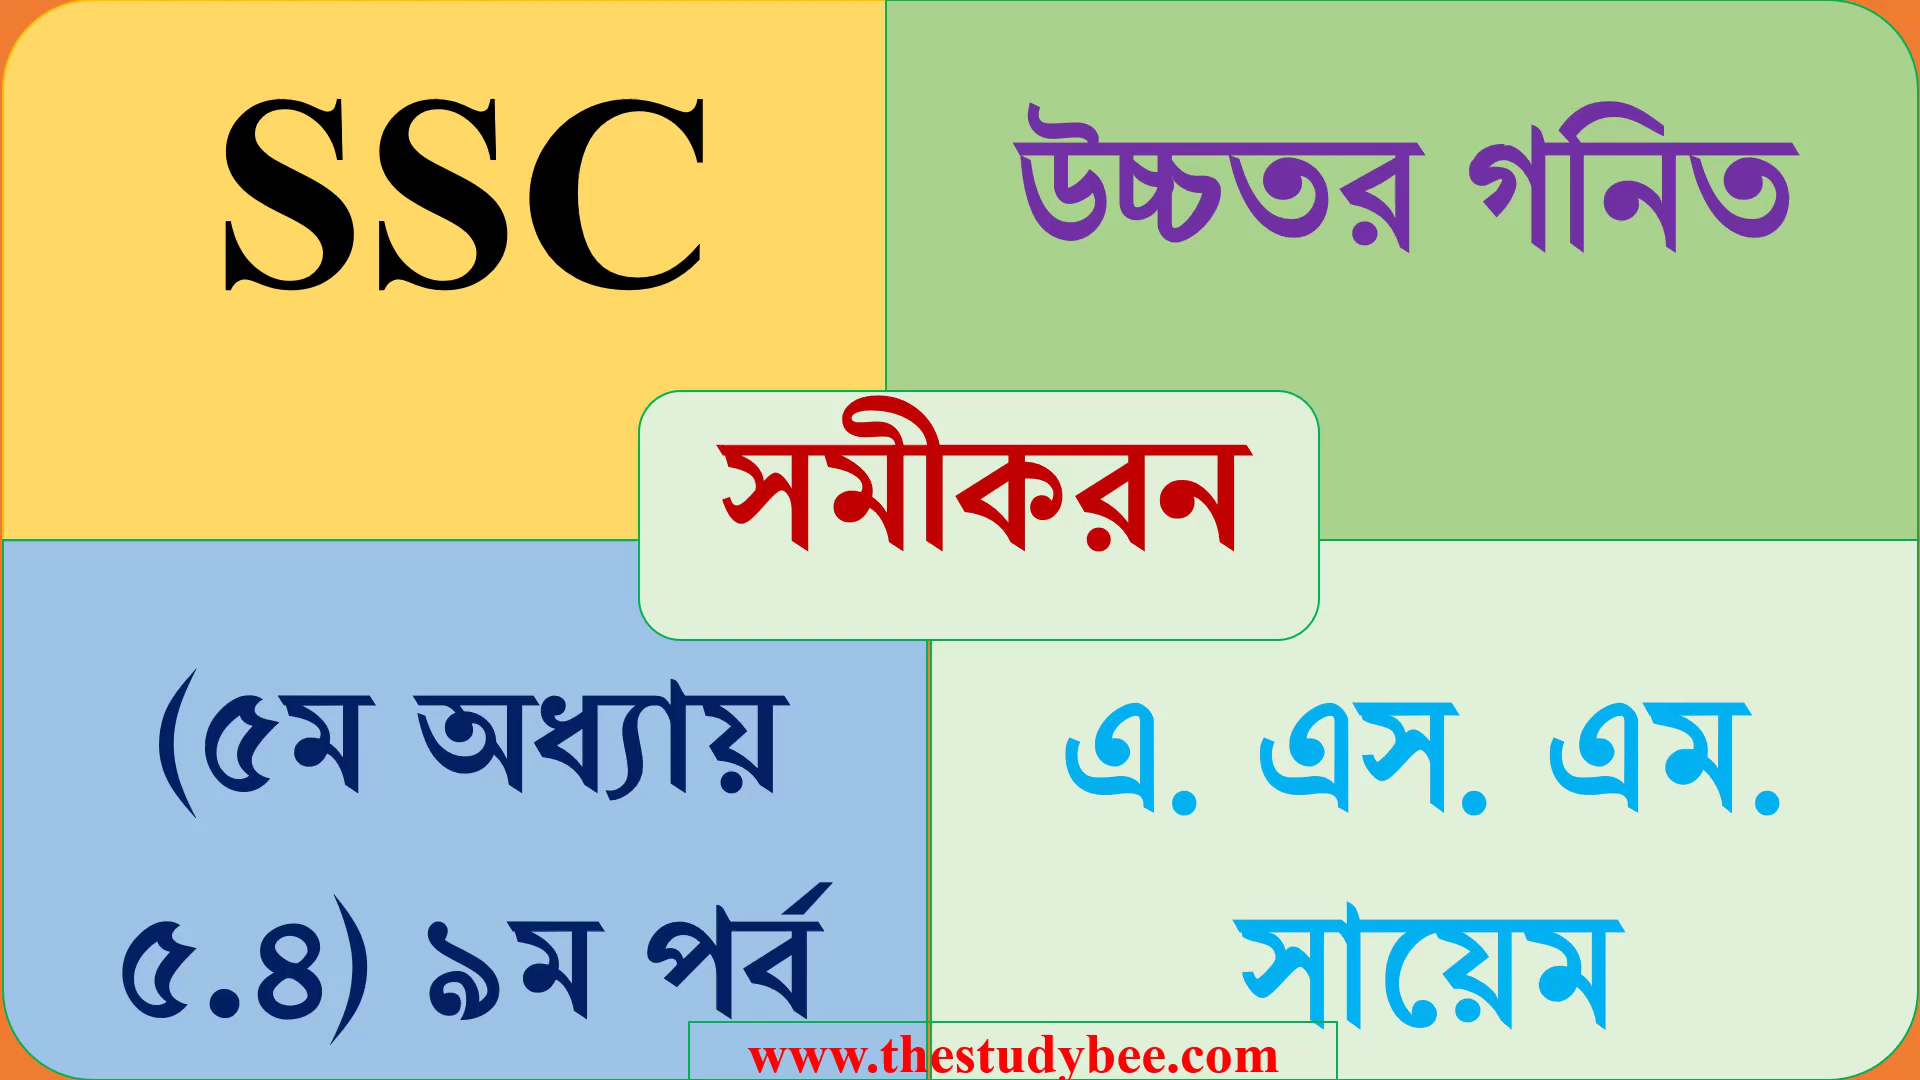 SSC
উচ্চতর গনিত
সমীকরন
(৫ম অধ্যায়
৫.৪) ৯ম পর্ব
এ. এস. এম.
সায়েম
www.thestudybee.com